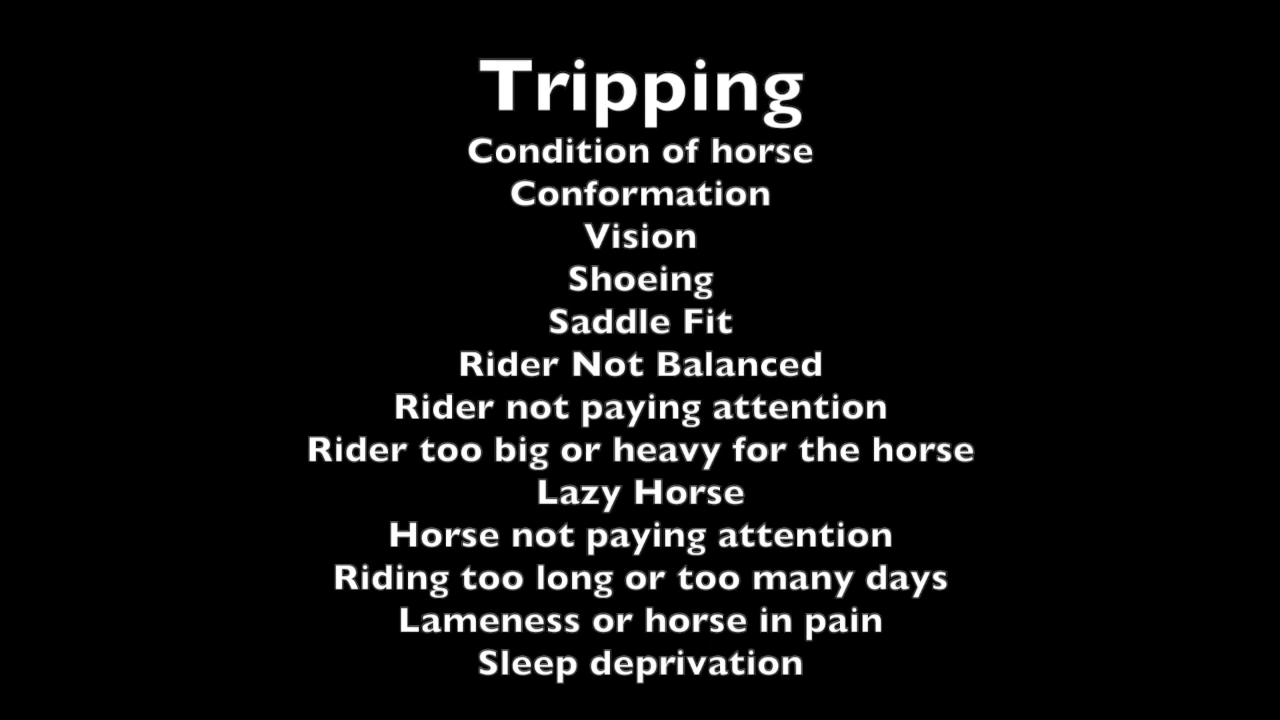 Tripping
Condition of horse
Conformation
Vision
Shoeing
Saddle Fit
Rider Not Balanced
Rider not paying attention
Rider too big or heavy for the horse
Lazy Horse
Horse not paying attention
Riding too long or too many days
Lameness or horse in pain
Sleep deprivation